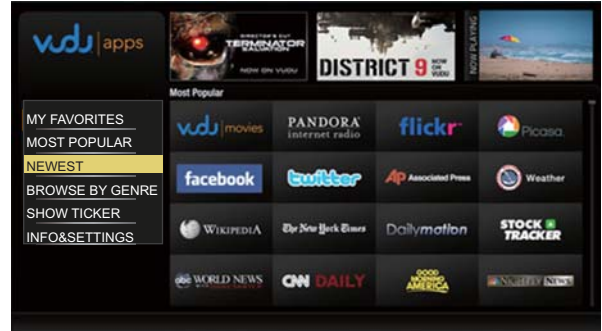 vudu apps
DIRECTOR'S CUT
TERMINATOR
SALVATION
NOW ON VUDU
DISTRICT 9 NOW ON VUDU
NOW PLAYING
Most Popular
MY FAVORITES
MOST POPULAR
NEWEST
BROWSE BY GENRE
SHOW TICKER
INFO&SETTINGS
vudu movies
PANDORA
internet radio
flickr
Picasa
facebook
twitter
AP Associated Press
Weather
WIKIPEDIA
The New York Times
Dailymotion
STOCK
TRACKER
abc WORLD NEWS
CNN DAILY
GOOD
MORNING
AMERICA
NIGHTLY NEWS